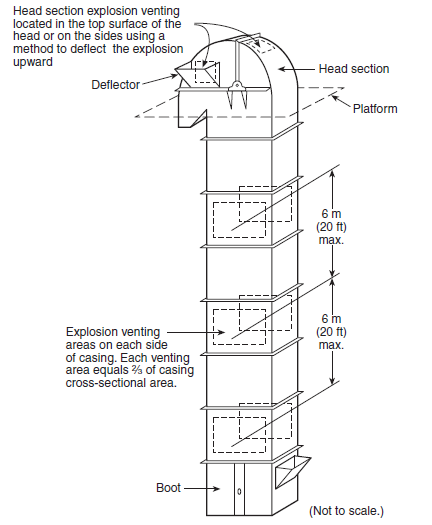 Head section explosion venting
located in the top surface of the
head or on the sides using a
method to deflect the explosion
upward
Head section
Deflector
Platform
6 m
(20 ft)
max.
6 m
(20 ft)
max.
Explosion venting
areas on each side
of casing. Each venting
area equals ⅔ of casing
cross-sectional area.
Boot
(Not to scale.)